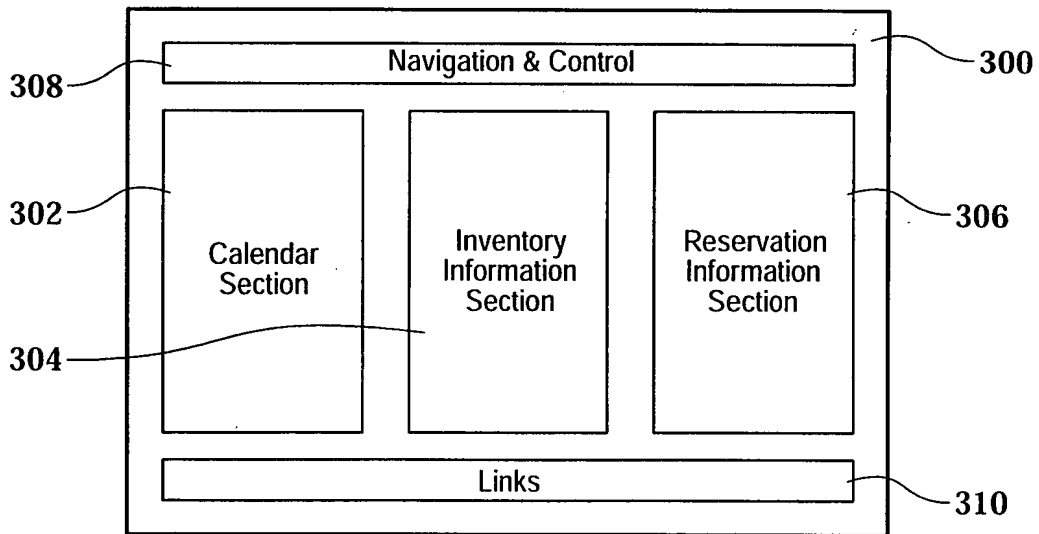 Navigation & Control
300
308
302
306
Calendar
Section
Inventory
Information
Section
Reservation
Information
Section
304
Links
310